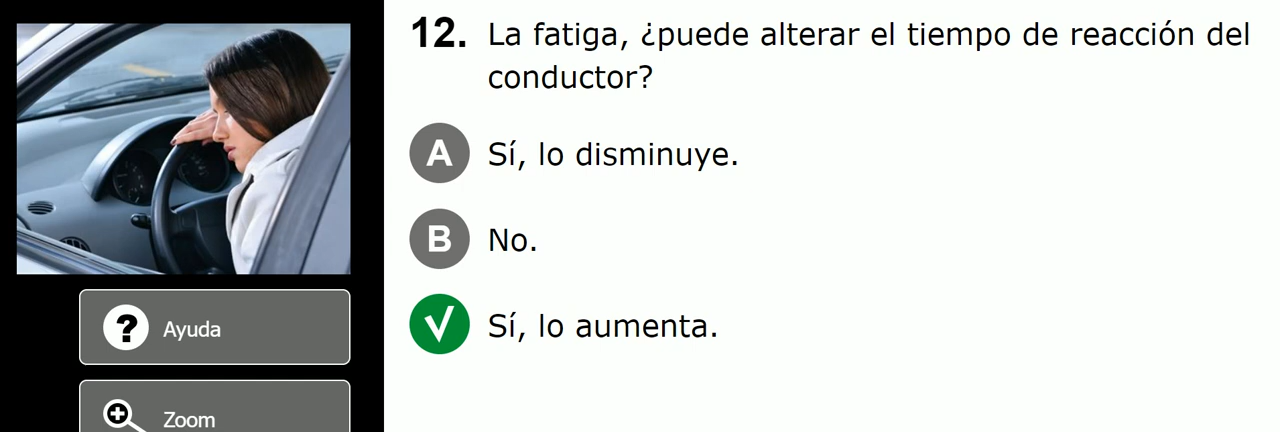 12. La fatiga, ¿puede alterar el tiempo de reacción del
conductor?
A Sí, lo disminuye.
B No.
Sí, lo aumenta.
? Ayuda
Zoom